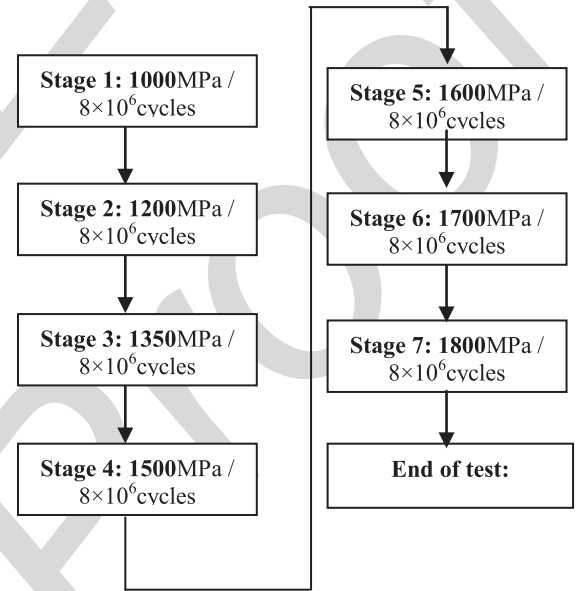 Stage 1: 1000MPa /
8×10⁶cycles
Stage 2: 1200MPa /
8×10⁶cycles
Stage 3: 1350MPa /
8×10⁶cycles
Stage 4: 1500MPa /
8×10⁶cycles
Stage 5: 1600MPa /
8×10⁶cycles
Stage 6: 1700MPa /
8×10⁶cycles
Stage 7: 1800MPa /
8×10⁶cycles
End of test: